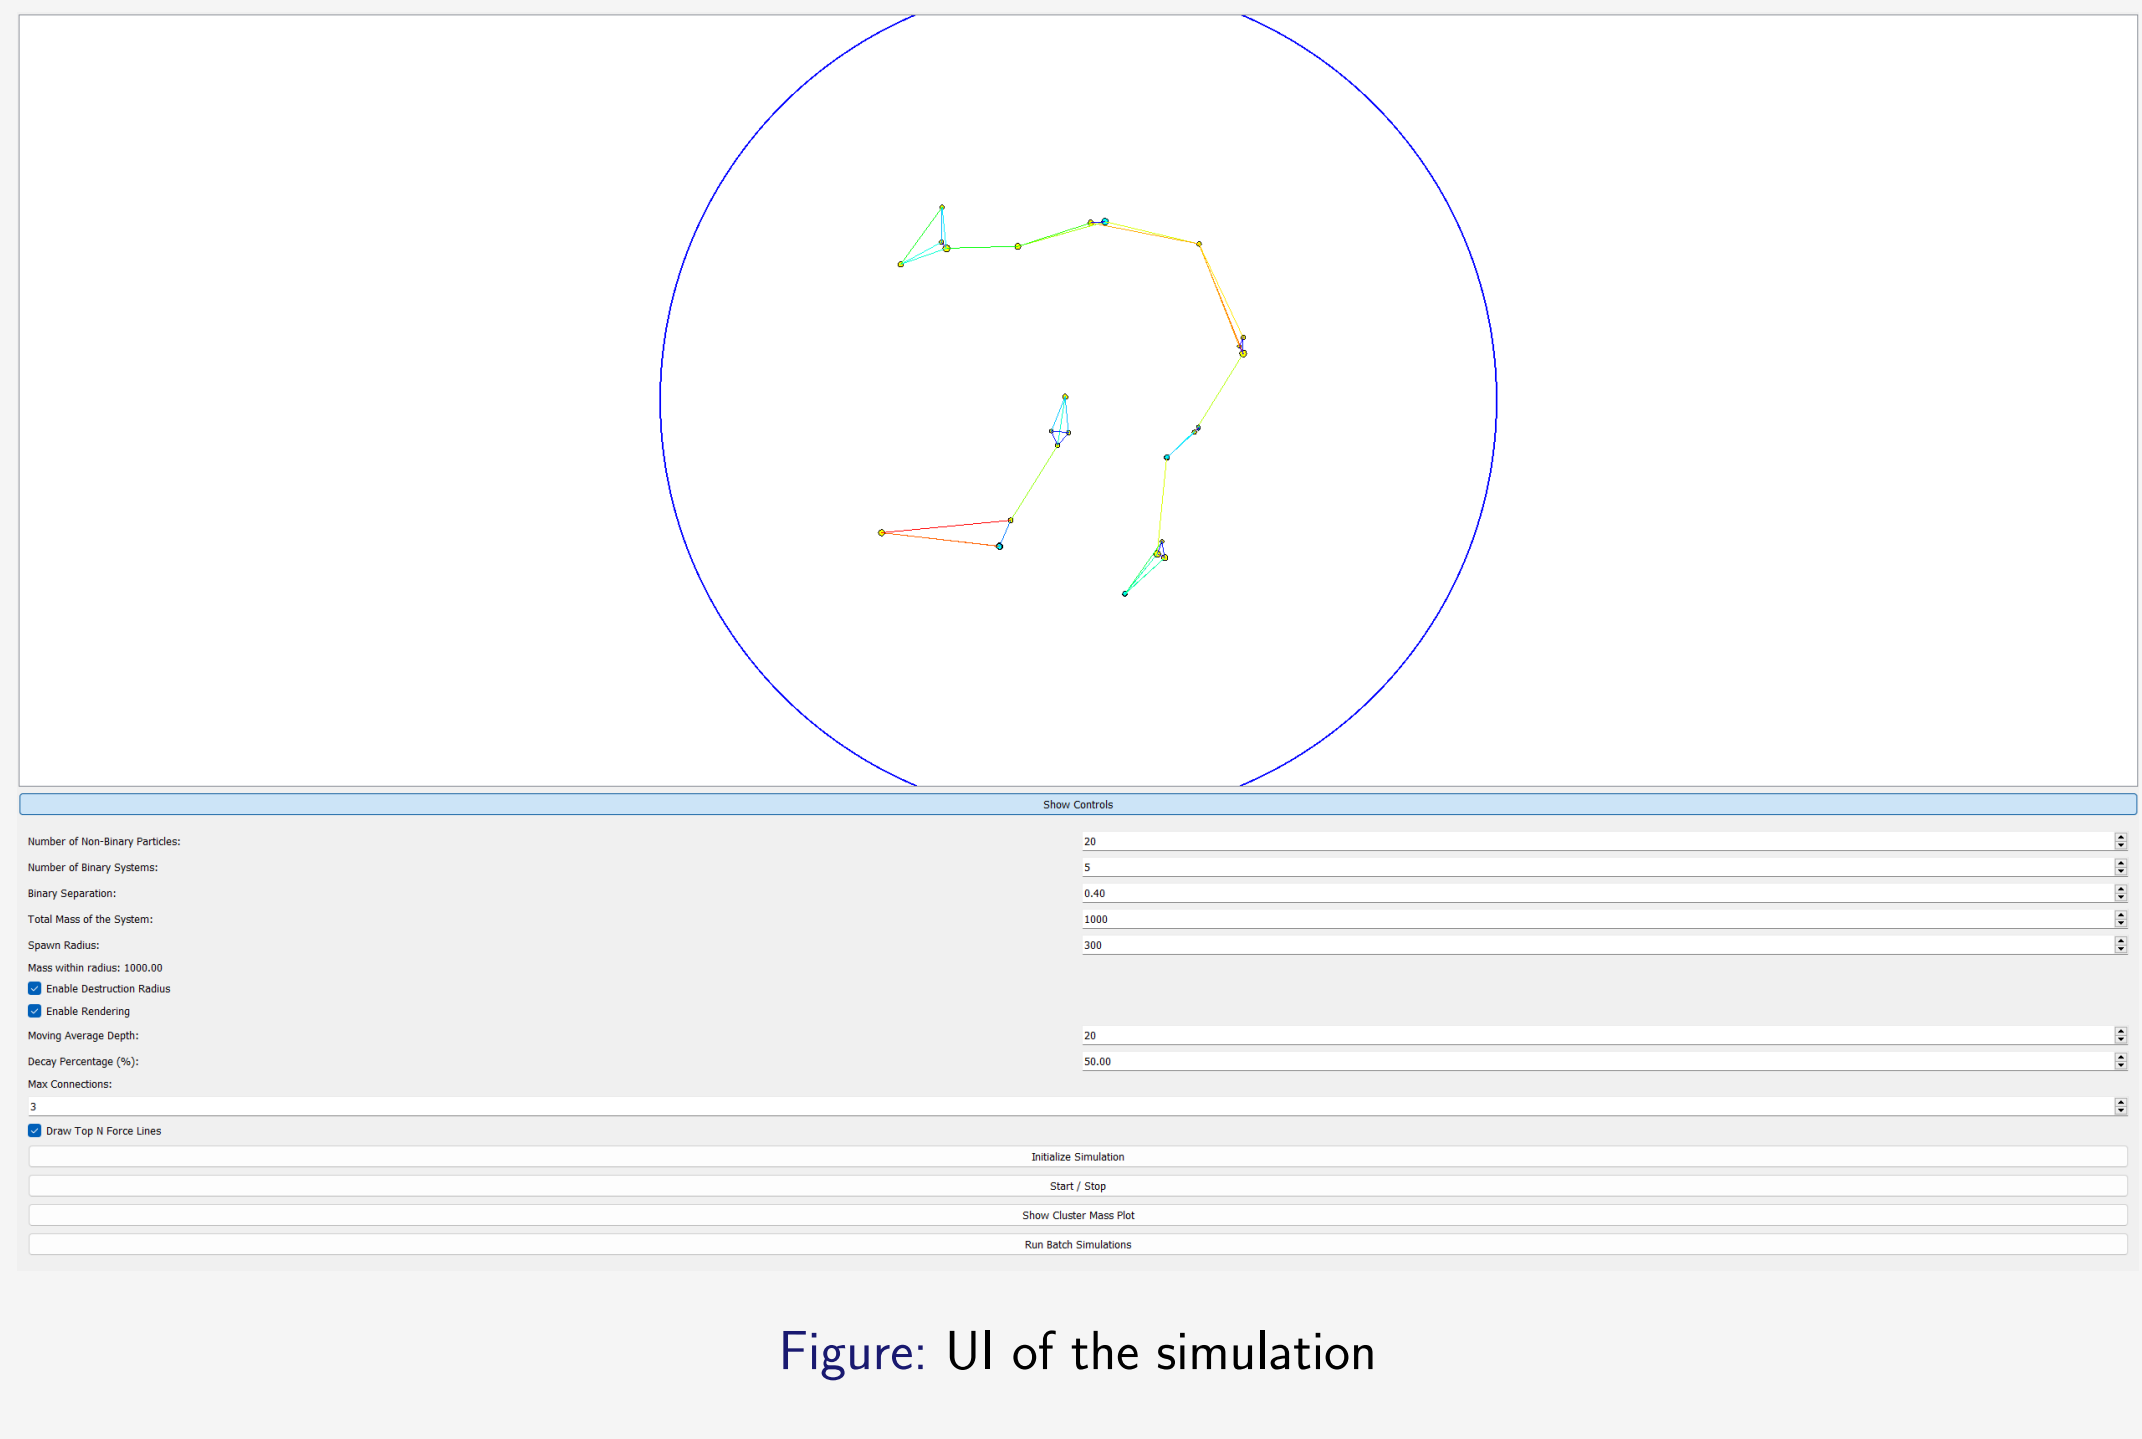 Show Controls
Number of Non-Binary Particles: 20
Number of Binary Systems: 5
Binary Separation: 0.40
Total Mass of the System: 1000
Spawn Radius: 300
Mass within radius: 1000.00
Enable Destruction Radius
Enable Rendering
Moving Average Depth: 20
Decay Percentage (%): 50.00
Max Connections:
3
Draw Top N Force Lines
Initialize Simulation
Start / Stop
Show Cluster Mass Plot
Run Batch Simulations
Figure: UI of the simulation